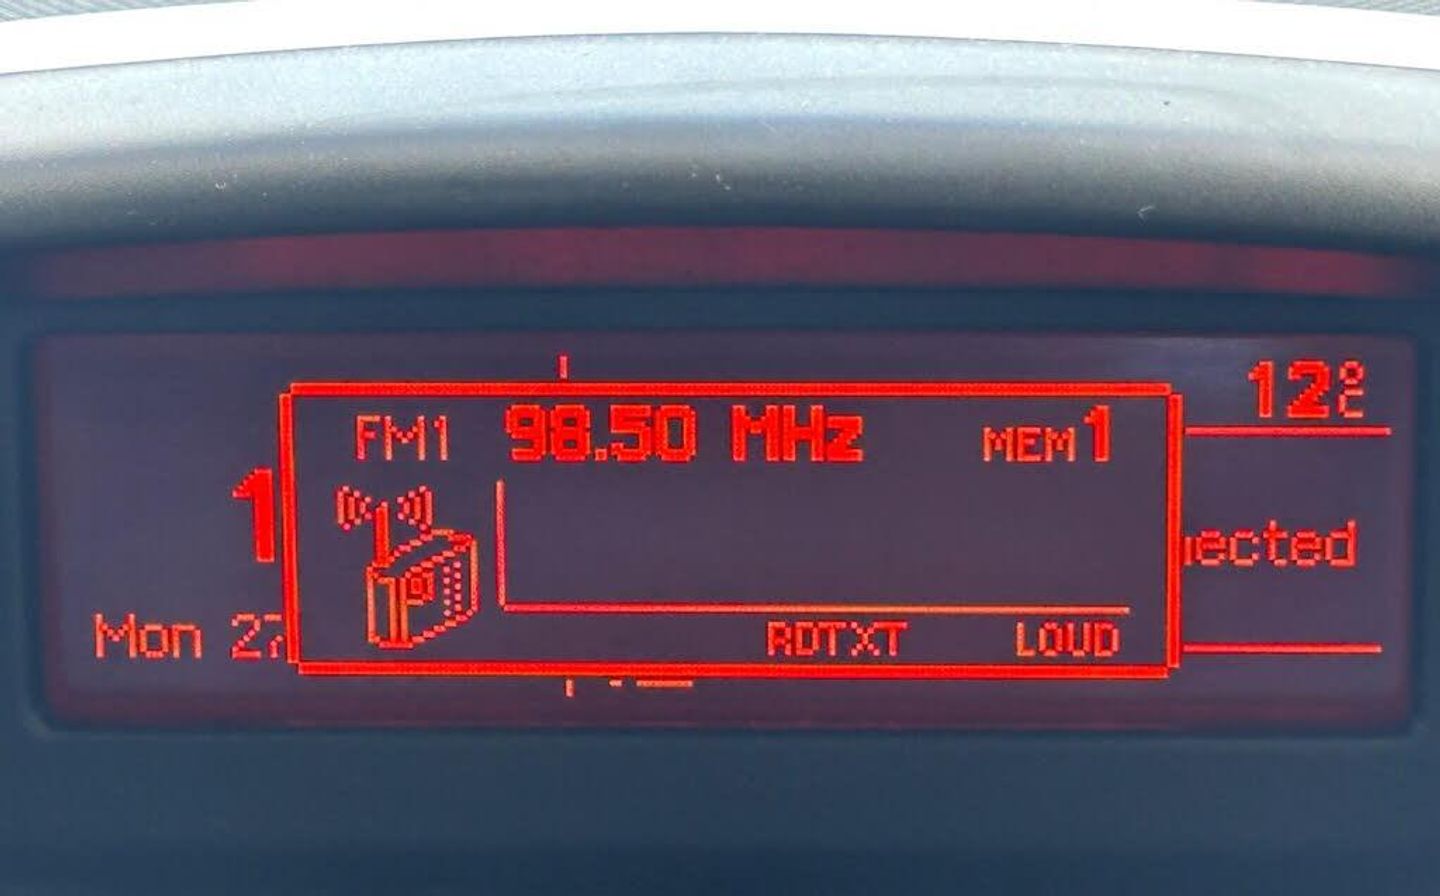 12°C
FM1 98.50 MHz MEM1
1
ected
Mon 27
RDTXT LOUD